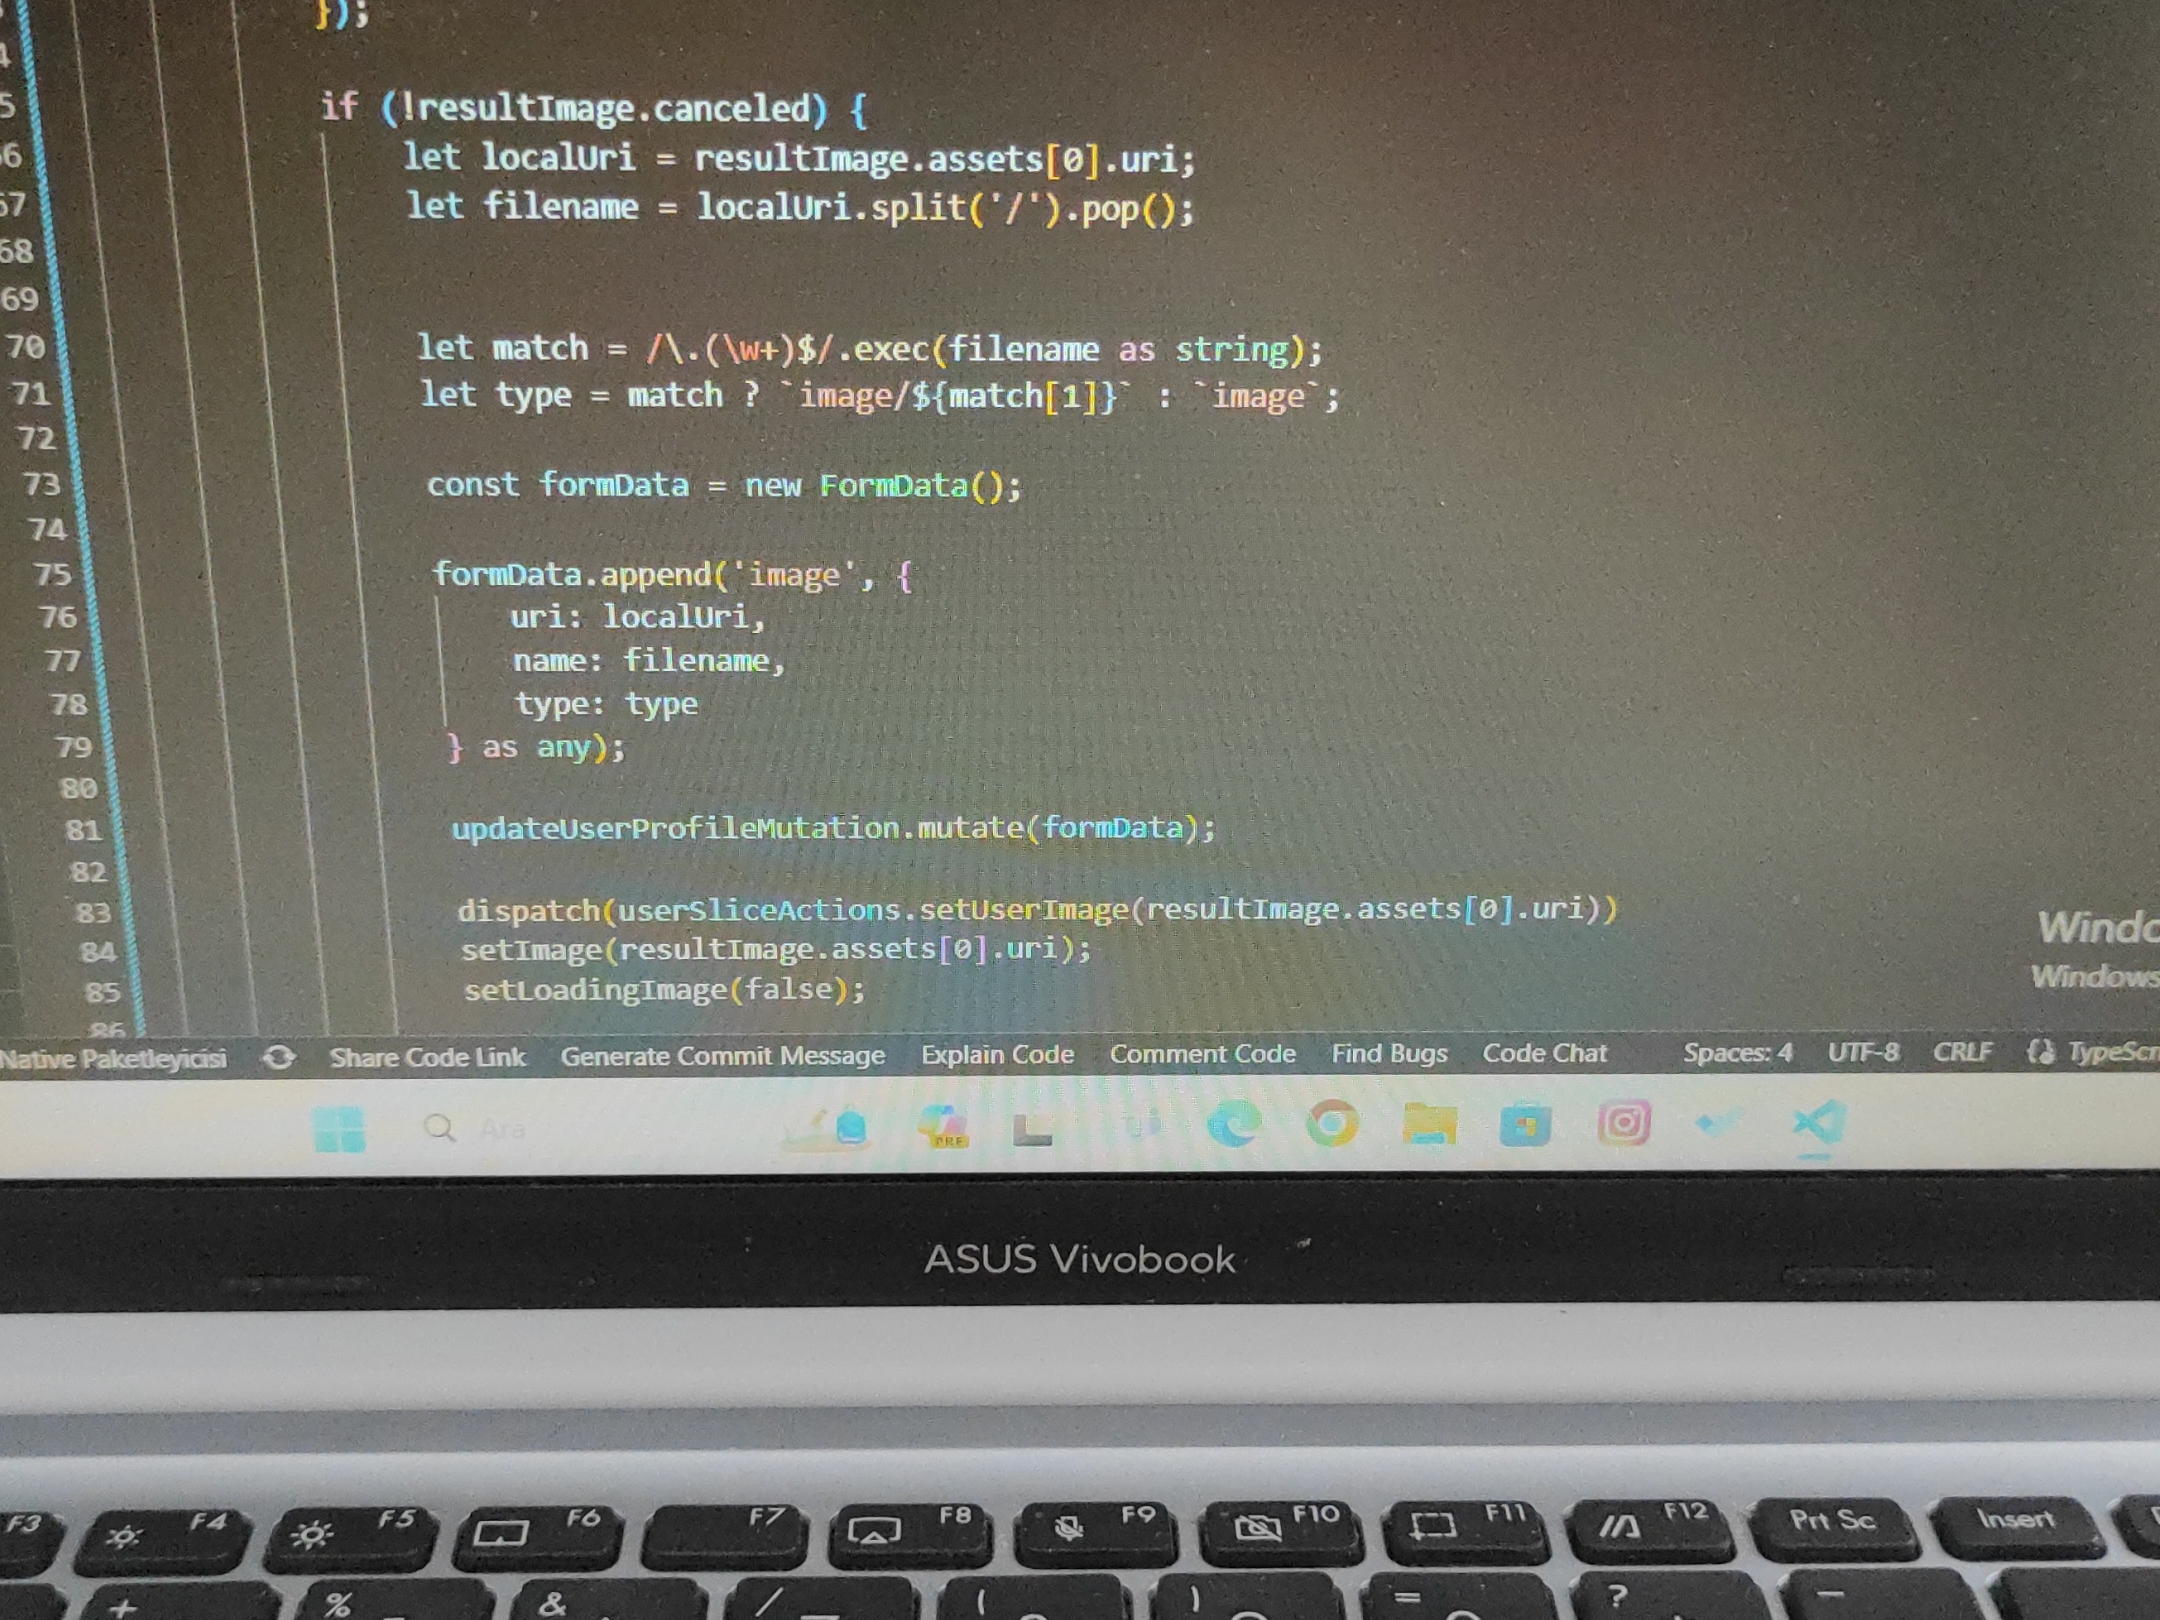 });
4
5 if (!resultImage.canceled) {
66 let localUri = resultImage.assets[0].uri;
67 let filename = localUri.split('/').pop();
68
69
70 let match = /\.(\w+)$/.exec(filename as string);
71 let type = match ? `image/${match[1]}` : `image`;
72
73 const formData = new FormData();
74
75 formData.append('image', {
76 uri: localUri,
77 name: filename,
78 type: type
79 } as any);
80
81 updateUserProfileMutation.mutate(formData);
82
83 dispatch(userSliceActions.setUserImage(resultImage.assets[0].uri))
84 setImage(resultImage.assets[0].uri);
85 setLoadingImage(false);
86
Windo
Windows
Native Paketleyicisi Share Code Link Generate Commit Message Explain Code Comment Code Find Bugs Code Chat Spaces: 4 UTF-8 CRLF TypeScr
Ara PRE
ASUS Vivobook
F3 F4 F5 F6 F7 F8 F9 F10 F11 F12 Prt Sc Insert
+ % & / ( ) = ? –